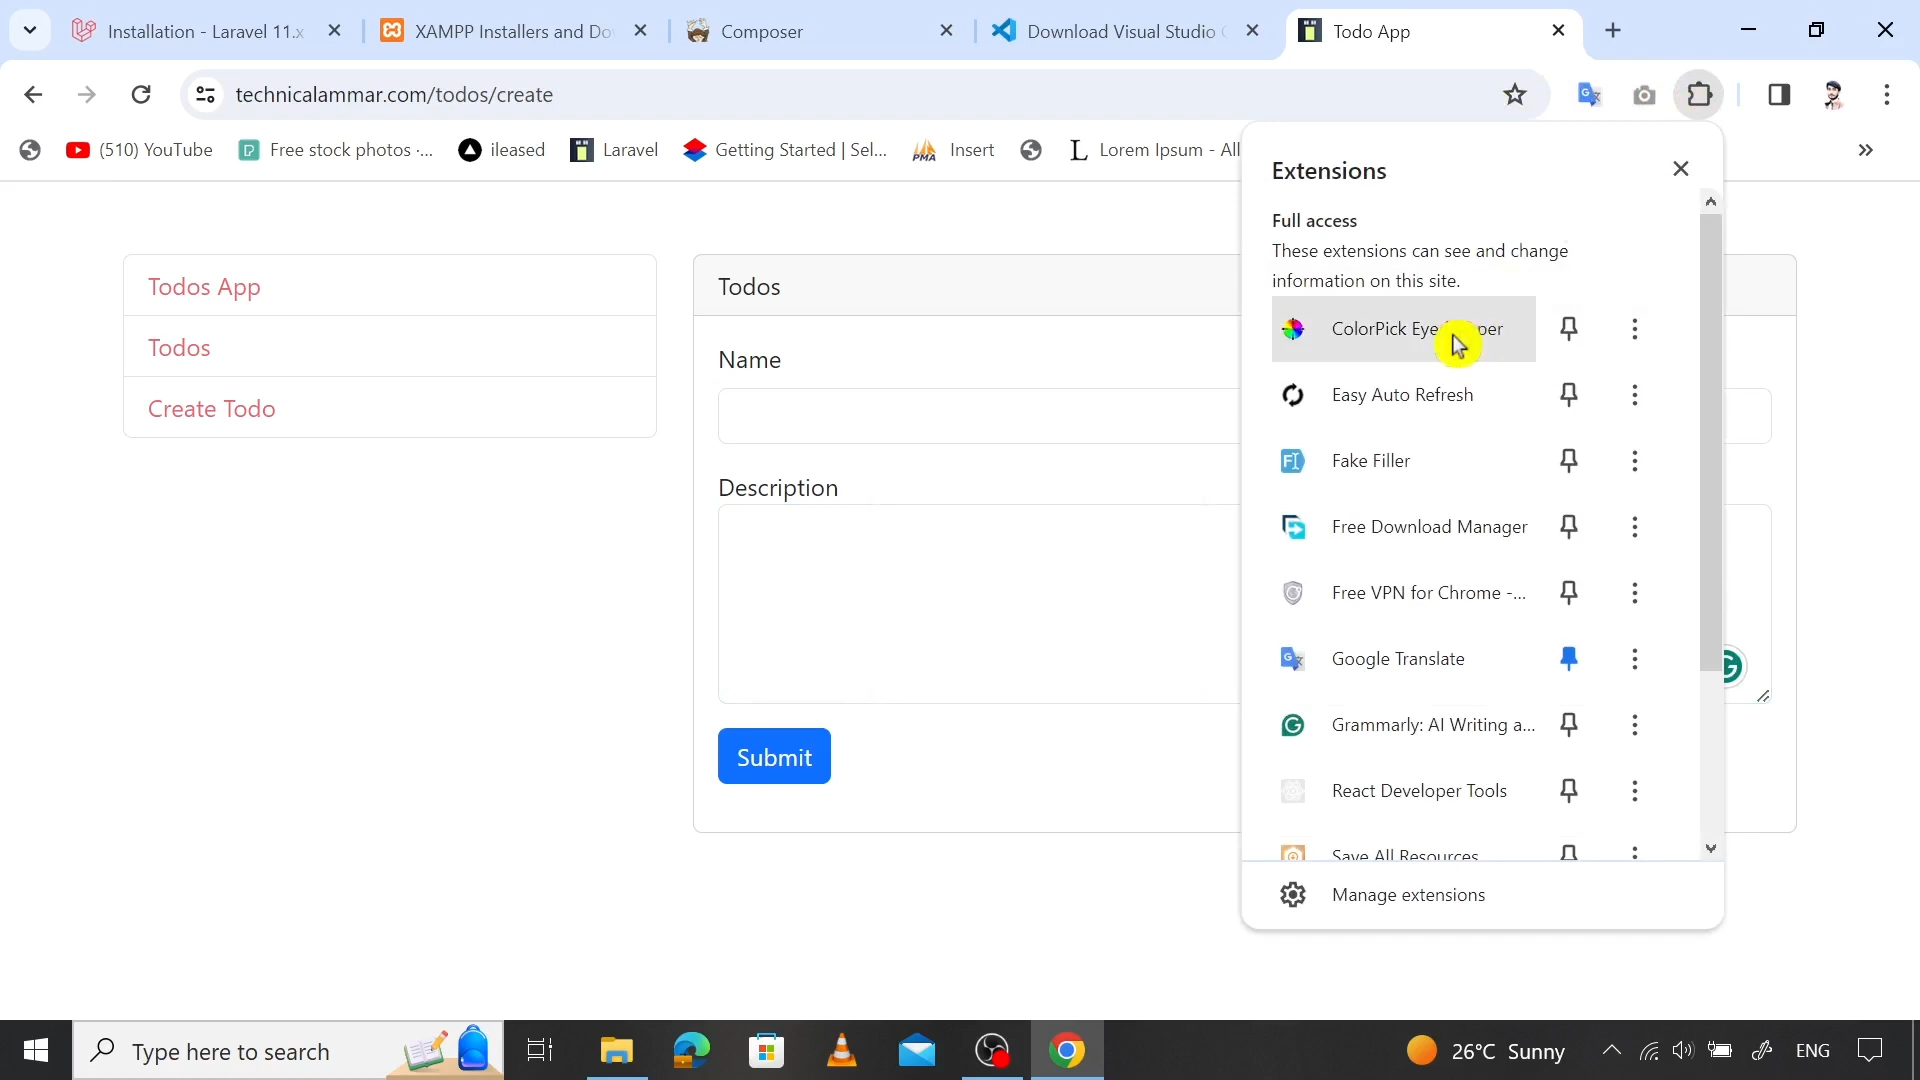 Installation - Laravel 11.x
XAMPP Installers and Do
Composer
Download Visual Studio
Todo App
technicalammar.com/todos/create
(510) YouTube
Free stock photos ·...
ileased
Laravel
Getting Started | Sel...
Insert
Lorem Ipsum - All
Todos App
Todos
Create Todo
Todos
Name
Description
Submit
Extensions
Full access
These extensions can see and change
information on this site.
ColorPick
Easy Auto Refresh
Fake Filler
Free Download Manager
Free VPN for Chrome -...
Google Translate
Grammarly: AI Writing a...
React Developer Tools
Save All Resources
Manage extensions
Type here to search
26°C Sunny
ENG